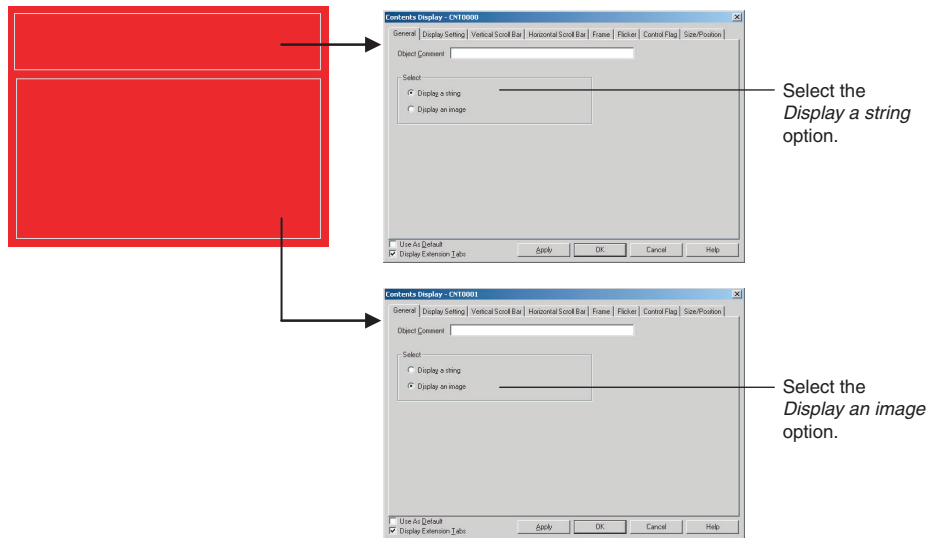 Contents Display - CNT0000
General Display Setting Vertical Scroll Bar Horizontal Scroll Bar Frame Flicker Control Flag Size/Position
Object Comment
Select
Display a string
Display an image
Use As Default
Display Extension Tabs
Apply OK Cancel Help
Select the
Display a string
option.
Contents Display - CNT0001
General Display Setting Vertical Scroll Bar Horizontal Scroll Bar Frame Flicker Control Flag Size/Position
Object Comment
Select
Display a string
Display an image
Use As Default
Display Extension Tabs
Apply OK Cancel Help
Select the
Display an image
option.